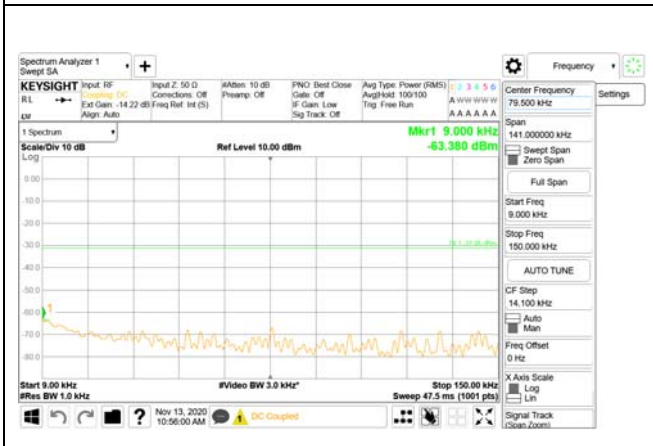 Spectrum Analyzer 1
Swept SA
Frequency
Settings
KEYSIGHT
RL
Input: RF
Coupling: DC
Ext Gain: -14.22 dB
Align: Auto
Input Z: 50 Ω
Corrections: Off
Freq Ref: Int (S)
#Atten: 10 dB
Preamp: Off
PNO: Best Close
Gate: Off
IF Gain: Low
Sig Track: Off
Avg Type: Power (RMS)
Avg|Hold: 100/100
Trig: Free Run
1 2 3 4 5 6
A W W W W W
A A A A A A
1 Spectrum
Scale/Div 10 dB
Log
Ref Level 10.00 dBm
Mkr1 9.000 kHz
-63.380 dBm
0.00
-10.0
-20.0
-30.0
-40.0
-50.0
-60.0
-70.0
-80.0
1
Start 9.00 kHz
#Res BW 1.0 kHz
#Video BW 3.0 kHz*
Stop 150.00 kHz
Sweep 47.5 ms (1001 pts)
Center Frequency
79.500 kHz
Span
141.000000 kHz
Swept Span
Zero Span
Full Span
Start Freq
9.000 kHz
Stop Freq
150.000 kHz
AUTO TUNE
CF Step
14.100 kHz
Auto
Man
Freq Offset
0 Hz
X Axis Scale
Log
Lin
Signal Track
(Span Zoom)
Nov 13, 2020
10:56:00 AM
DC Coupled